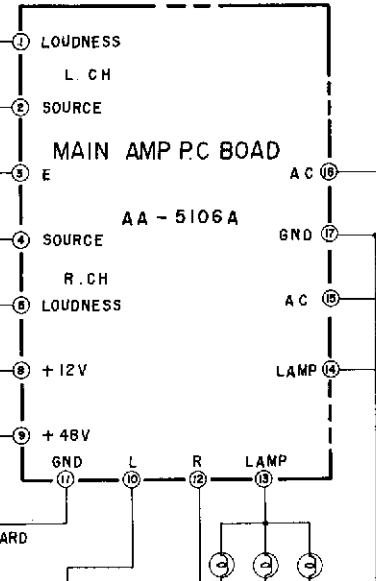 1 LOUDNESS
L. CH
2 SOURCE
MAIN AMP P.C BOAD
3 E
AC 16
AA-5106A
4 SOURCE
GND 17
R.CH
LOUDNESS
AC 15
8 +12V
LAMP 14
9 +48V
GND L R LAMP
11 10 12 13
ARD